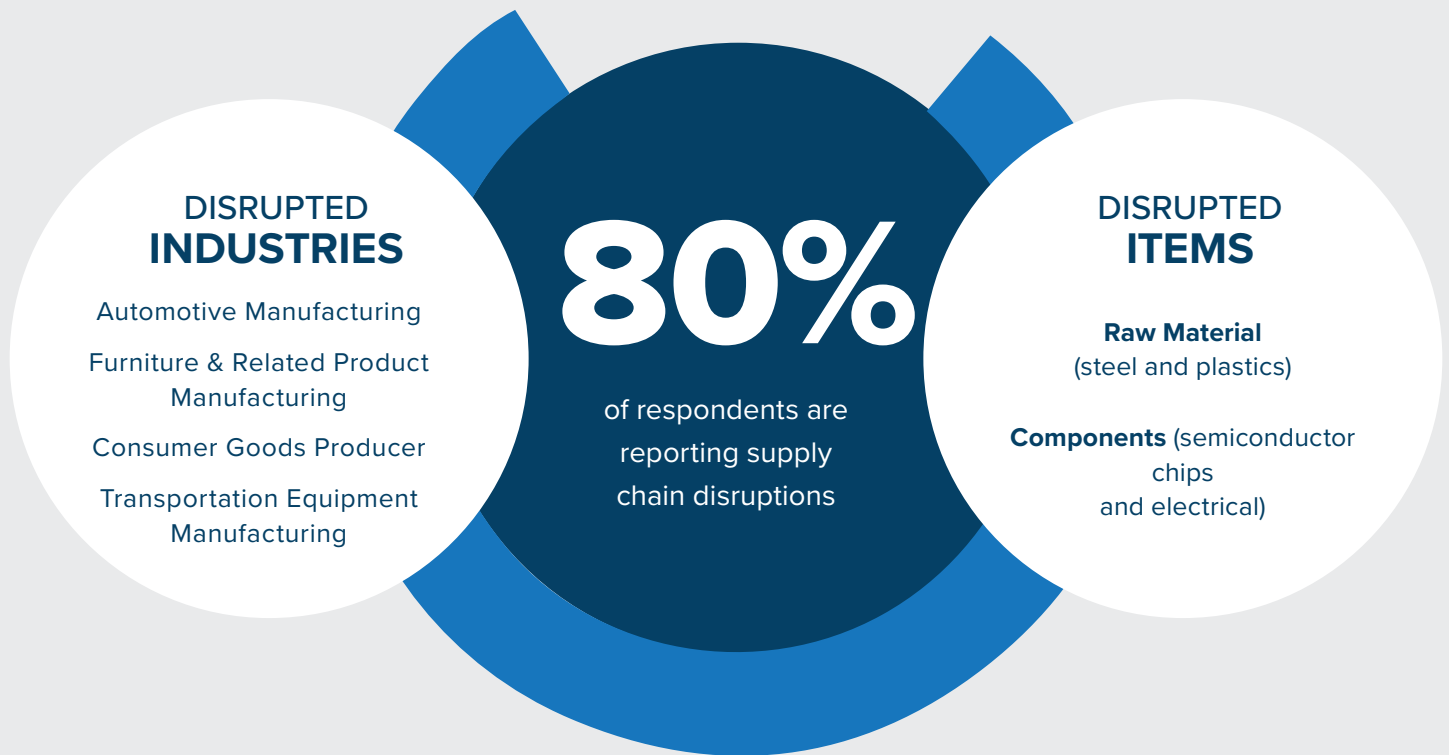 DISRUPTED
INDUSTRIES
Automotive Manufacturing
Furniture & Related Product
Manufacturing
Consumer Goods Producer
Transportation Equipment
Manufacturing
80%
of respondents are
reporting supply
chain disruptions
DISRUPTED
ITEMS
Raw Material
(steel and plastics)
Components (semiconductor
chips
and electrical)